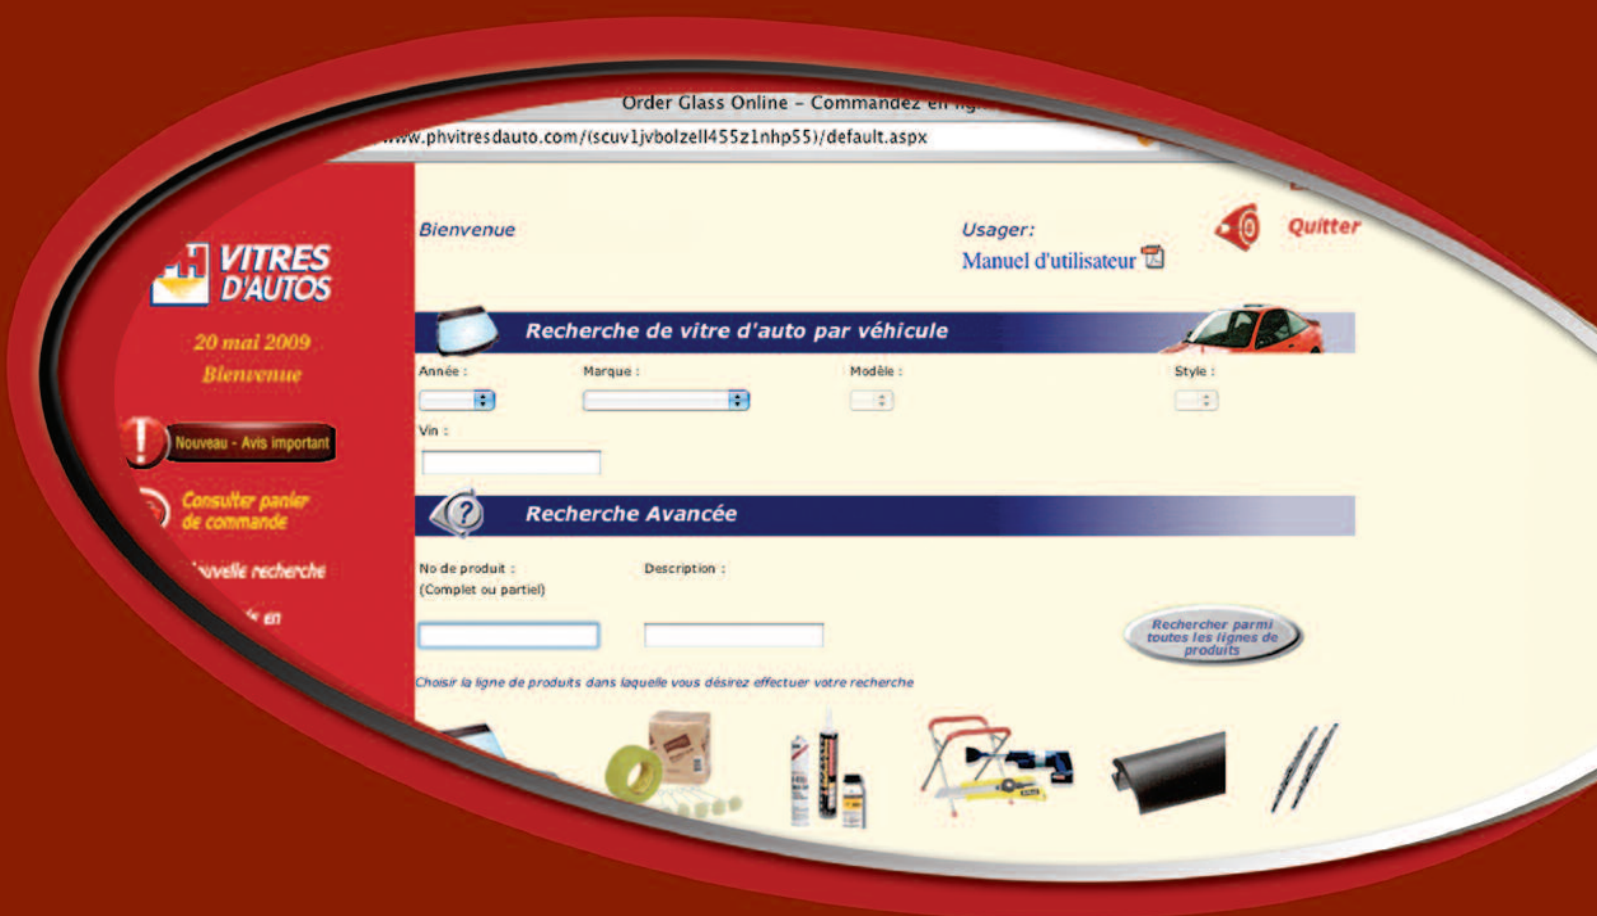 Order Glass Online – Commandez en
www.phvitresdauto.com/(scuv1jvbolzell455z1nhp55)/default.aspx
Bienvenue
Usager:
Manuel d'utilisateur
Quitter
PH VITRES
D'AUTOS
20 mai 2009
Bienvenue
Nouveau - Avis important
Consulter panier
de commande
recherche
en
Recherche de vitre d'auto par véhicule
Année :
Marque :
Modèle :
Style :
Vin :
Recherche Avancée
No de produit :
(Complet ou partiel)
Description :
Rechercher parmi
toutes les lignes de
produits
Choisir la ligne de produits dans laquelle vous désirez effectuer votre recherche